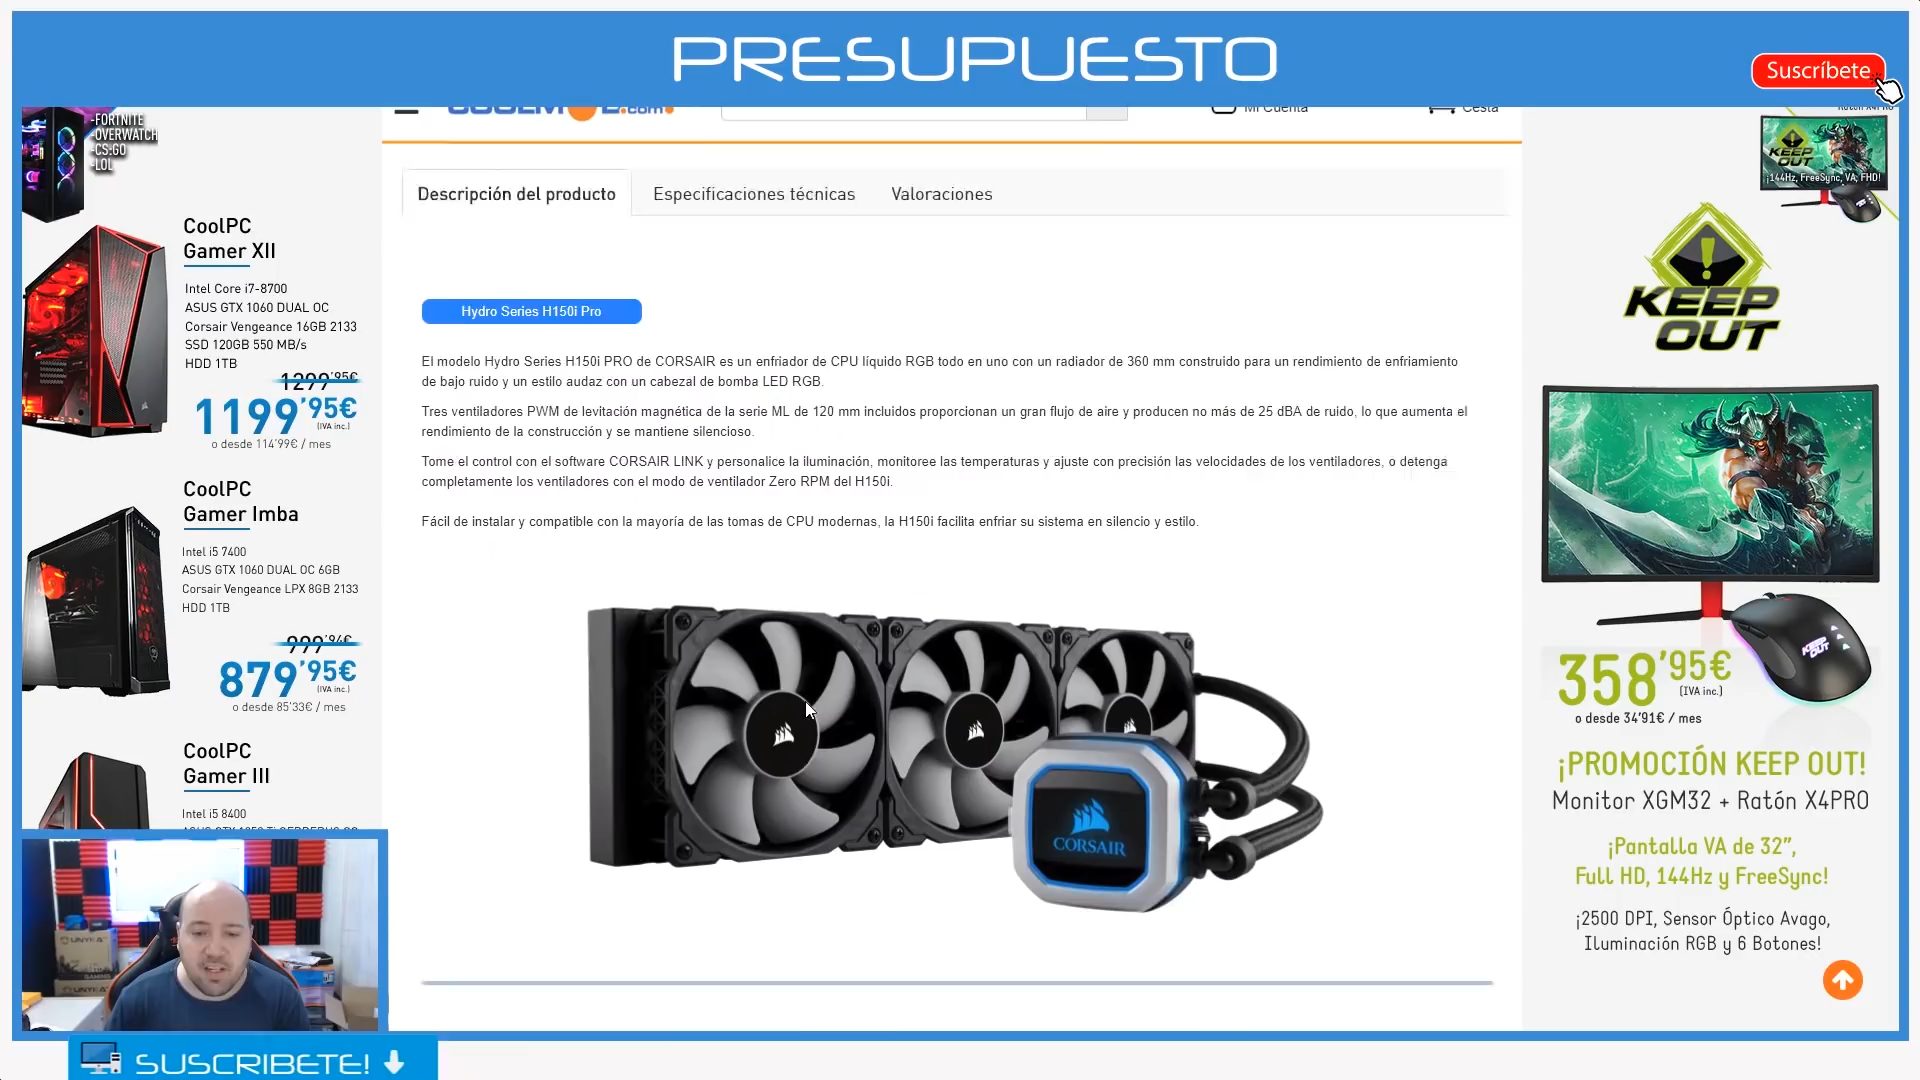 PRESUPUESTO
Suscríbete
Mi Cuenta
Cesta
-FORTNITE
-OVERWATCH
-CS:GO
-LOL
CoolPC
Gamer XII
Intel Core i7-8700
ASUS GTX 1060 DUAL OC
Corsair Vengeance 16GB 2133
SSD 120GB 550 MB/s
HDD 1TB
1299'95€
1199'95€
(IVA inc.)
o desde 114'99€ / mes
CoolPC
Gamer Imba
Intel i5 7400
ASUS GTX 1060 DUAL OC 6GB
Corsair Vengeance LPX 8GB 2133
HDD 1TB
999'94€
879'95€
(IVA inc.)
o desde 85'33€ / mes
CoolPC
Gamer III
Intel i5 8400
Descripción del producto
Especificaciones técnicas
Valoraciones
Hydro Series H150i Pro
El modelo Hydro Series H150i PRO de CORSAIR es un enfriador de CPU líquido RGB todo en uno con un radiador de 360 mm construido para un rendimiento de enfriamiento
de bajo ruido y un estilo audaz con un cabezal de bomba LED RGB.
Tres ventiladores PWM de levitación magnética de la serie ML de 120 mm incluidos proporcionan un gran flujo de aire y producen no más de 25 dBA de ruido, lo que aumenta el
rendimiento de la construcción y se mantiene silencioso.
Tome el control con el software CORSAIR LINK y personalice la iluminación, monitoree las temperaturas y ajuste con precisión las velocidades de los ventiladores, o detenga
completamente los ventiladores con el modo de ventilador Zero RPM del H150i.
Fácil de instalar y compatible con la mayoría de las tomas de CPU modernas, la H150i facilita enfriar su sistema en silencio y estilo.
CORSAIR
KEEP
OUT
¡144Hz, FreeSync, VA, FHD!
KEEP
OUT
KEEP
OUT
358'95€
(IVA inc.)
o desde 34'91€ / mes
¡PROMOCIÓN KEEP OUT!
Monitor XGM32 + Ratón X4PRO
¡Pantalla VA de 32",
Full HD, 144Hz y FreeSync!
¡2500 DPI, Sensor Óptico Avago,
Iluminación RGB y 6 Botones!
SUSCRIBETE!